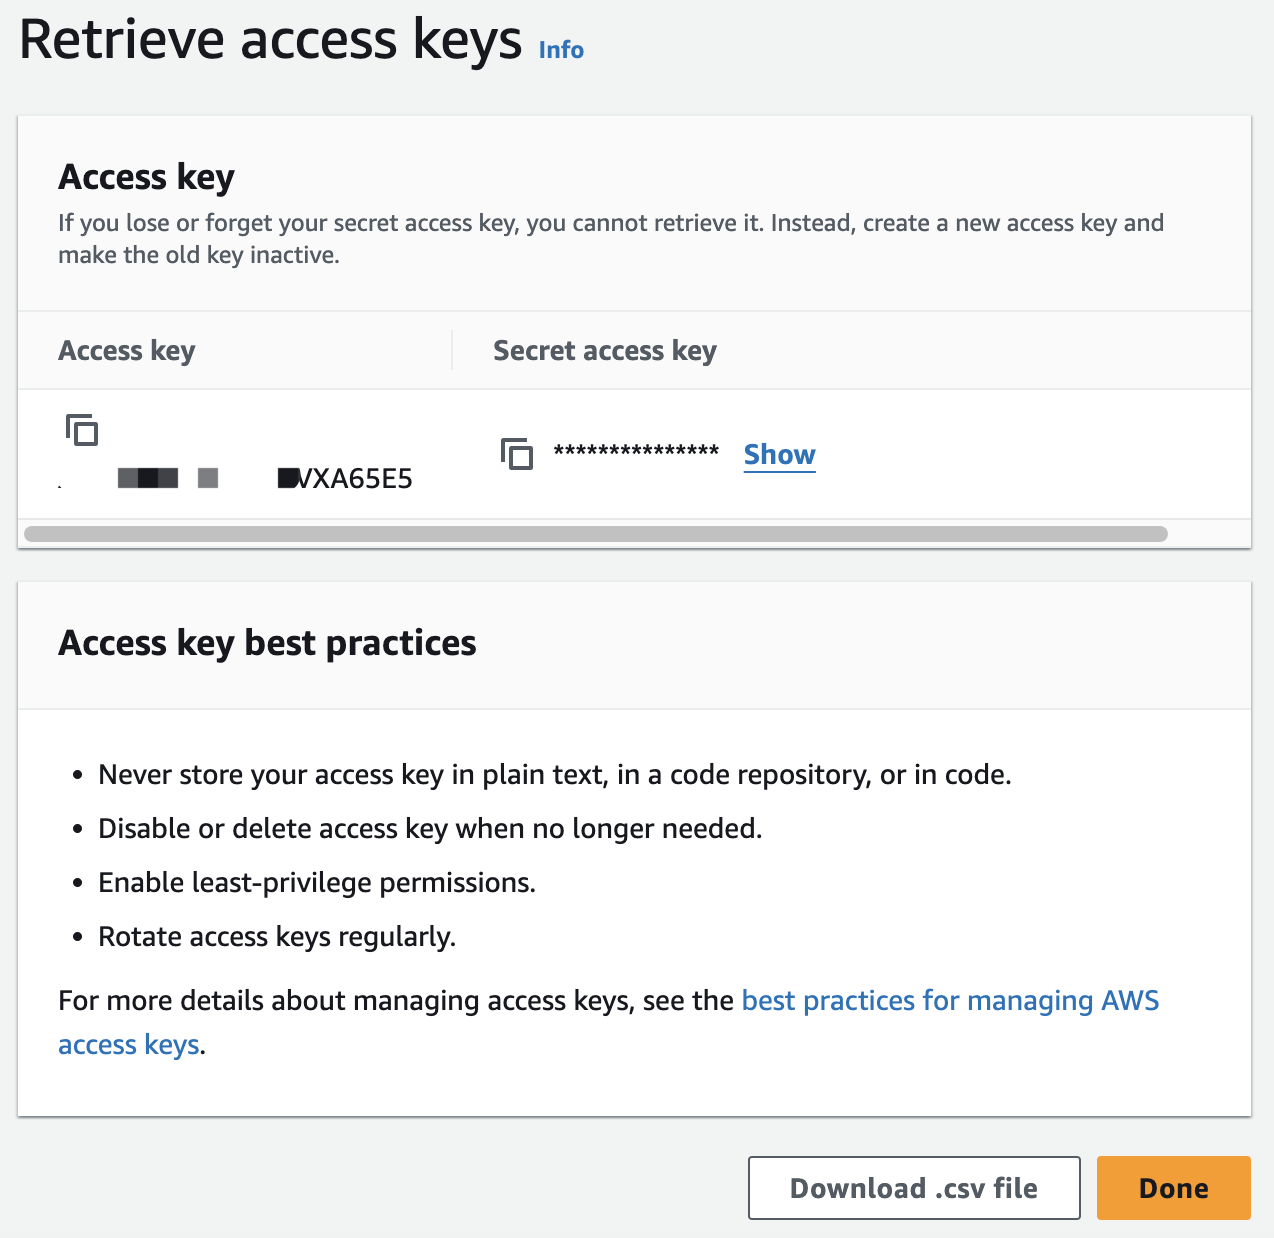 Retrieve access keys Info
Access key
If you lose or forget your secret access key, you cannot retrieve it. Instead, create a new access key and
make the old key inactive.
Access key Secret access key
*************** Show
VXA65E5
Access key best practices
• Never store your access key in plain text, in a code repository, or in code.
• Disable or delete access key when no longer needed.
• Enable least-privilege permissions.
• Rotate access keys regularly.
For more details about managing access keys, see the best practices for managing AWS
access keys.
Download .csv file Done